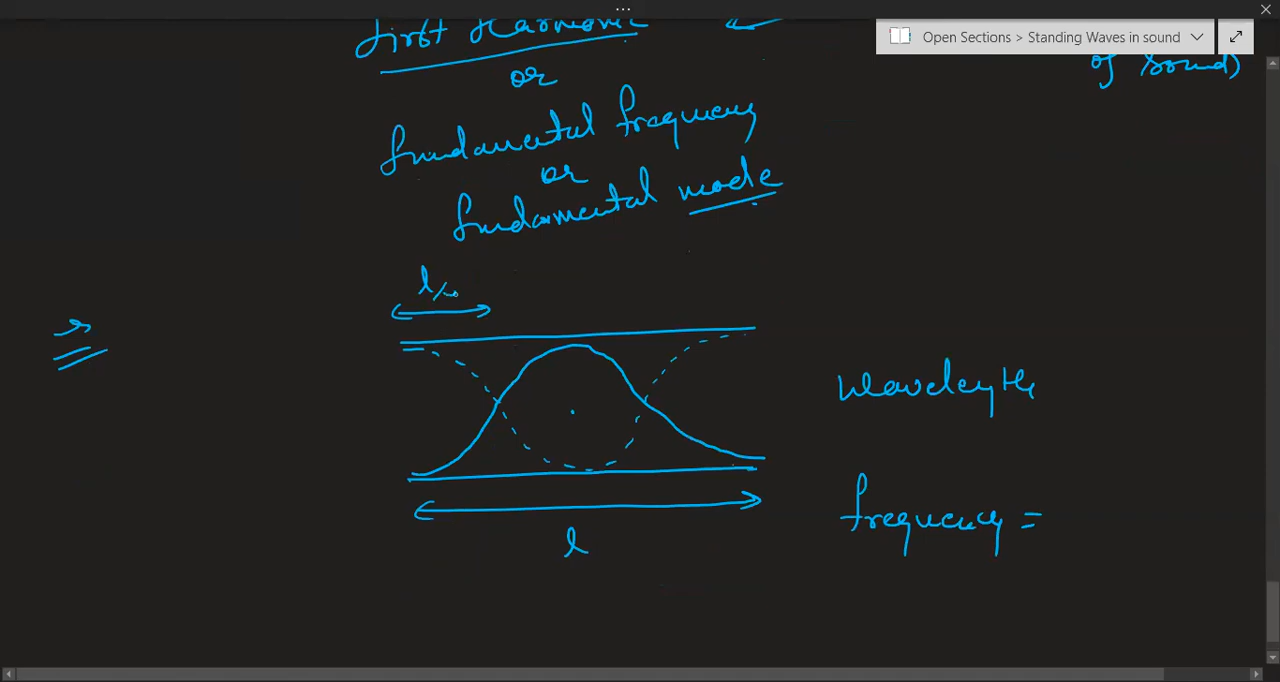 ...
Open Sections > Standing Waves in sound
first Harmonic
of sound)
or
fundamental frequency
or
fundamental mode
Wavelength
l
frequency =
l